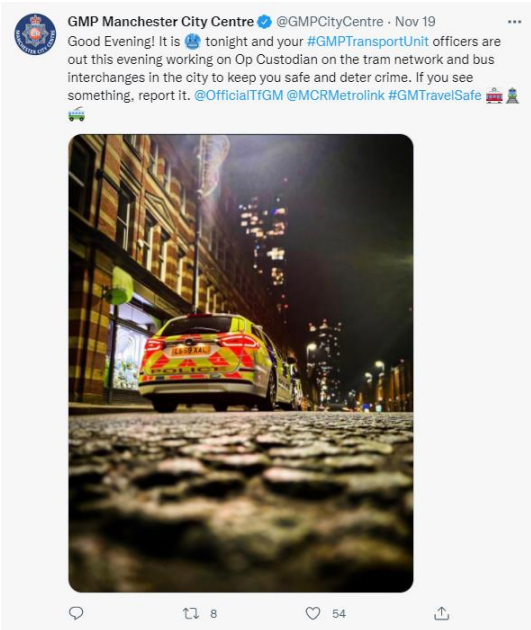 GMP Manchester City Centre @GMPCityCentre · Nov 19
Good Evening! It is 🥶 tonight and your #GMPTransportUnit officers are
out this evening working on Op Custodian on the tram network and bus
interchanges in the city to keep you safe and deter crime. If you see
something, report it. @OfficialTfGM @MCRMetrolink #GMTravelSafe 🚋🚊
🚎
POLICE
8
54